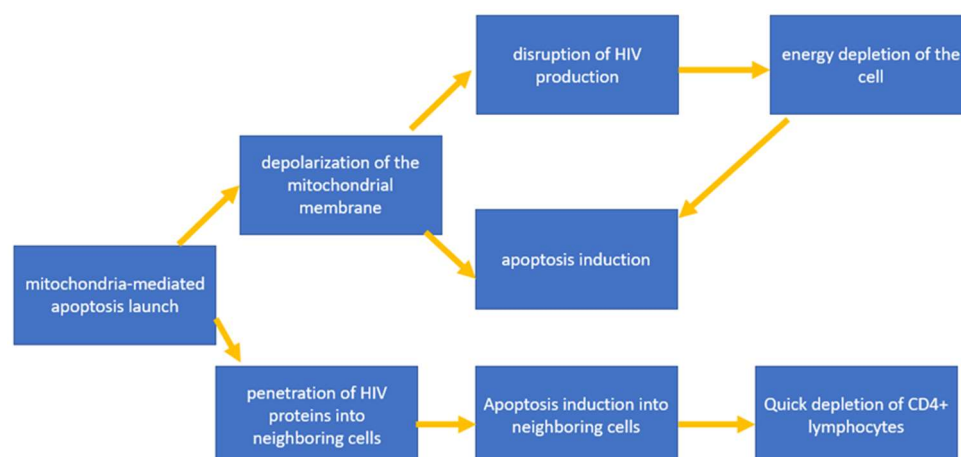 disruption of HIV
production
energy depletion of the
cell
depolarization of the
mitochondrial
membrane
apoptosis induction
mitochondria-mediated
apoptosis launch
penetration of HIV
proteins into
neighboring cells
Apoptosis induction into
neighboring cells
Quick depletion of CD4+
lymphocytes